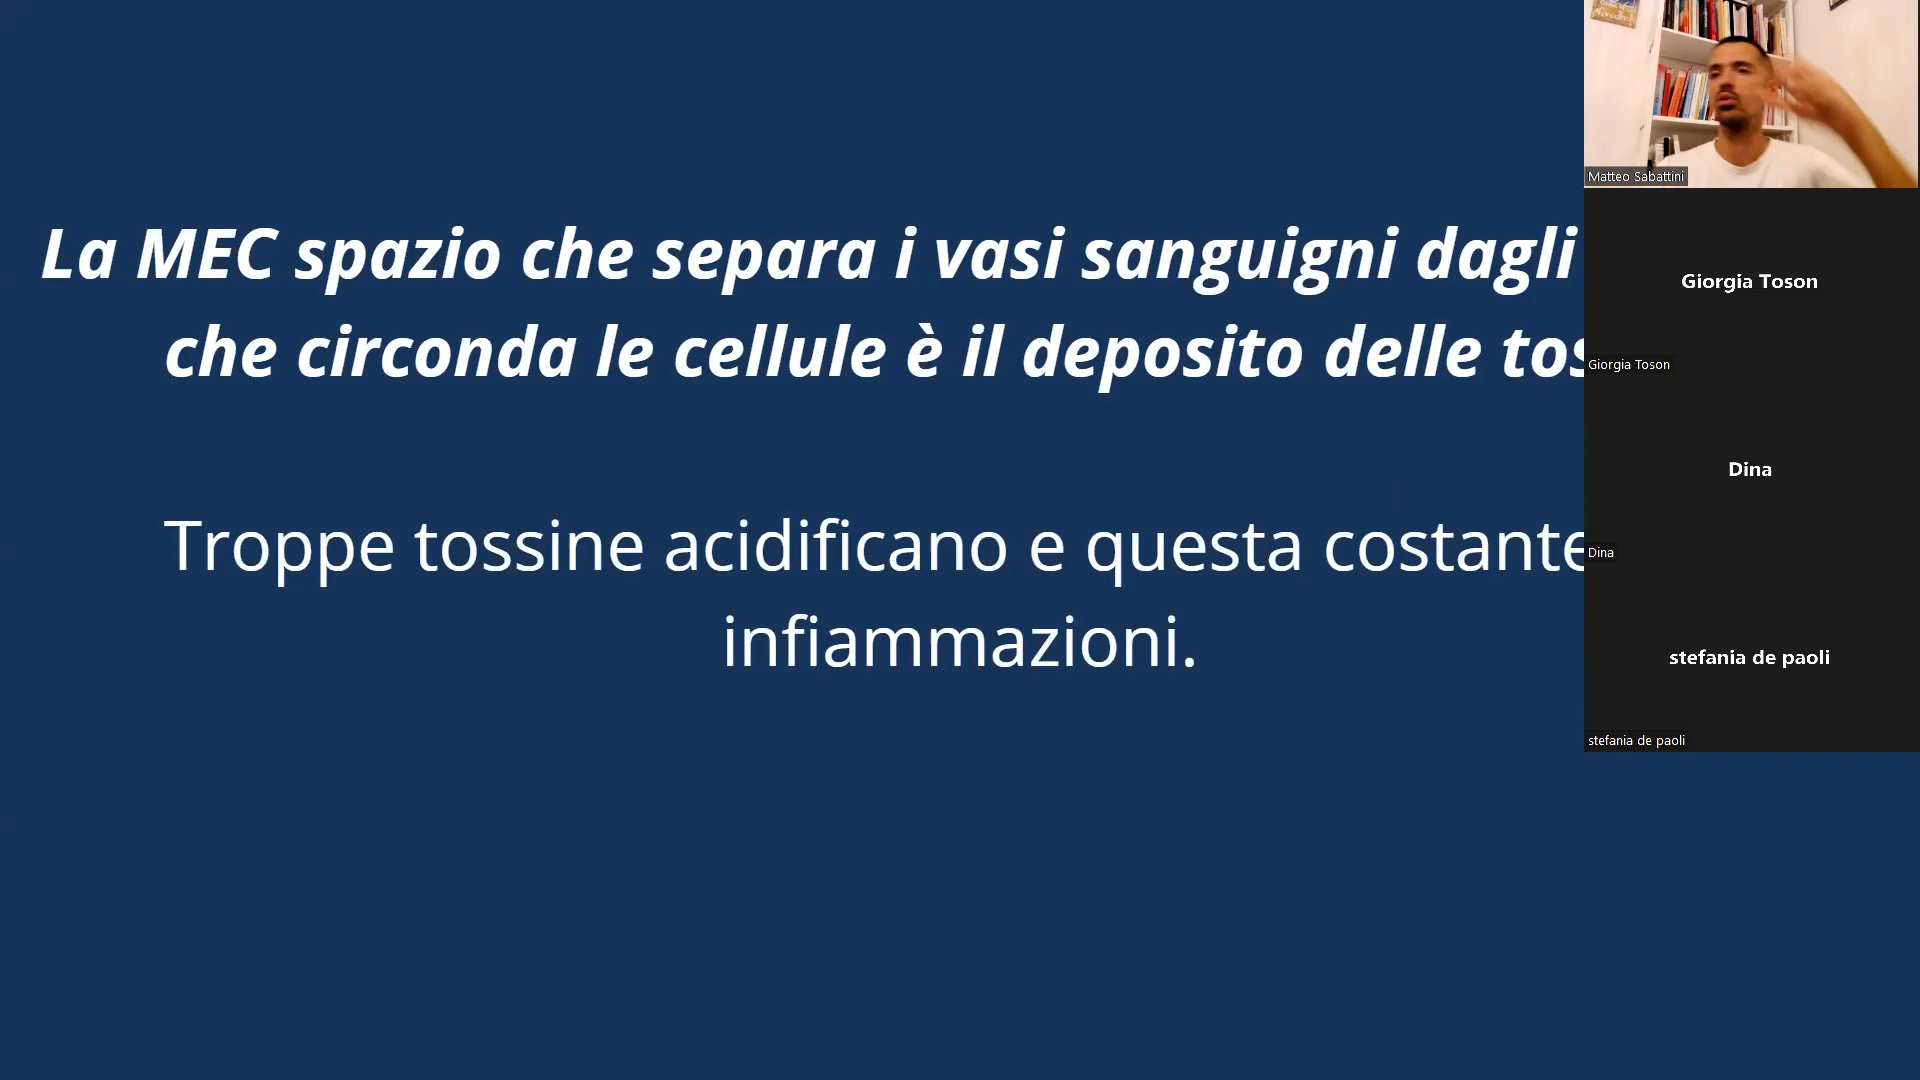 La MEC spazio che separa i vasi sanguigni dagli
che circonda le cellule è il deposito delle
Troppe tossine acidificano e questa costante
infiammazioni.
Matteo Sabattini
Giorgia Toson
Giorgia Toson
Dina
Dina
stefania de paoli
stefania de paoli